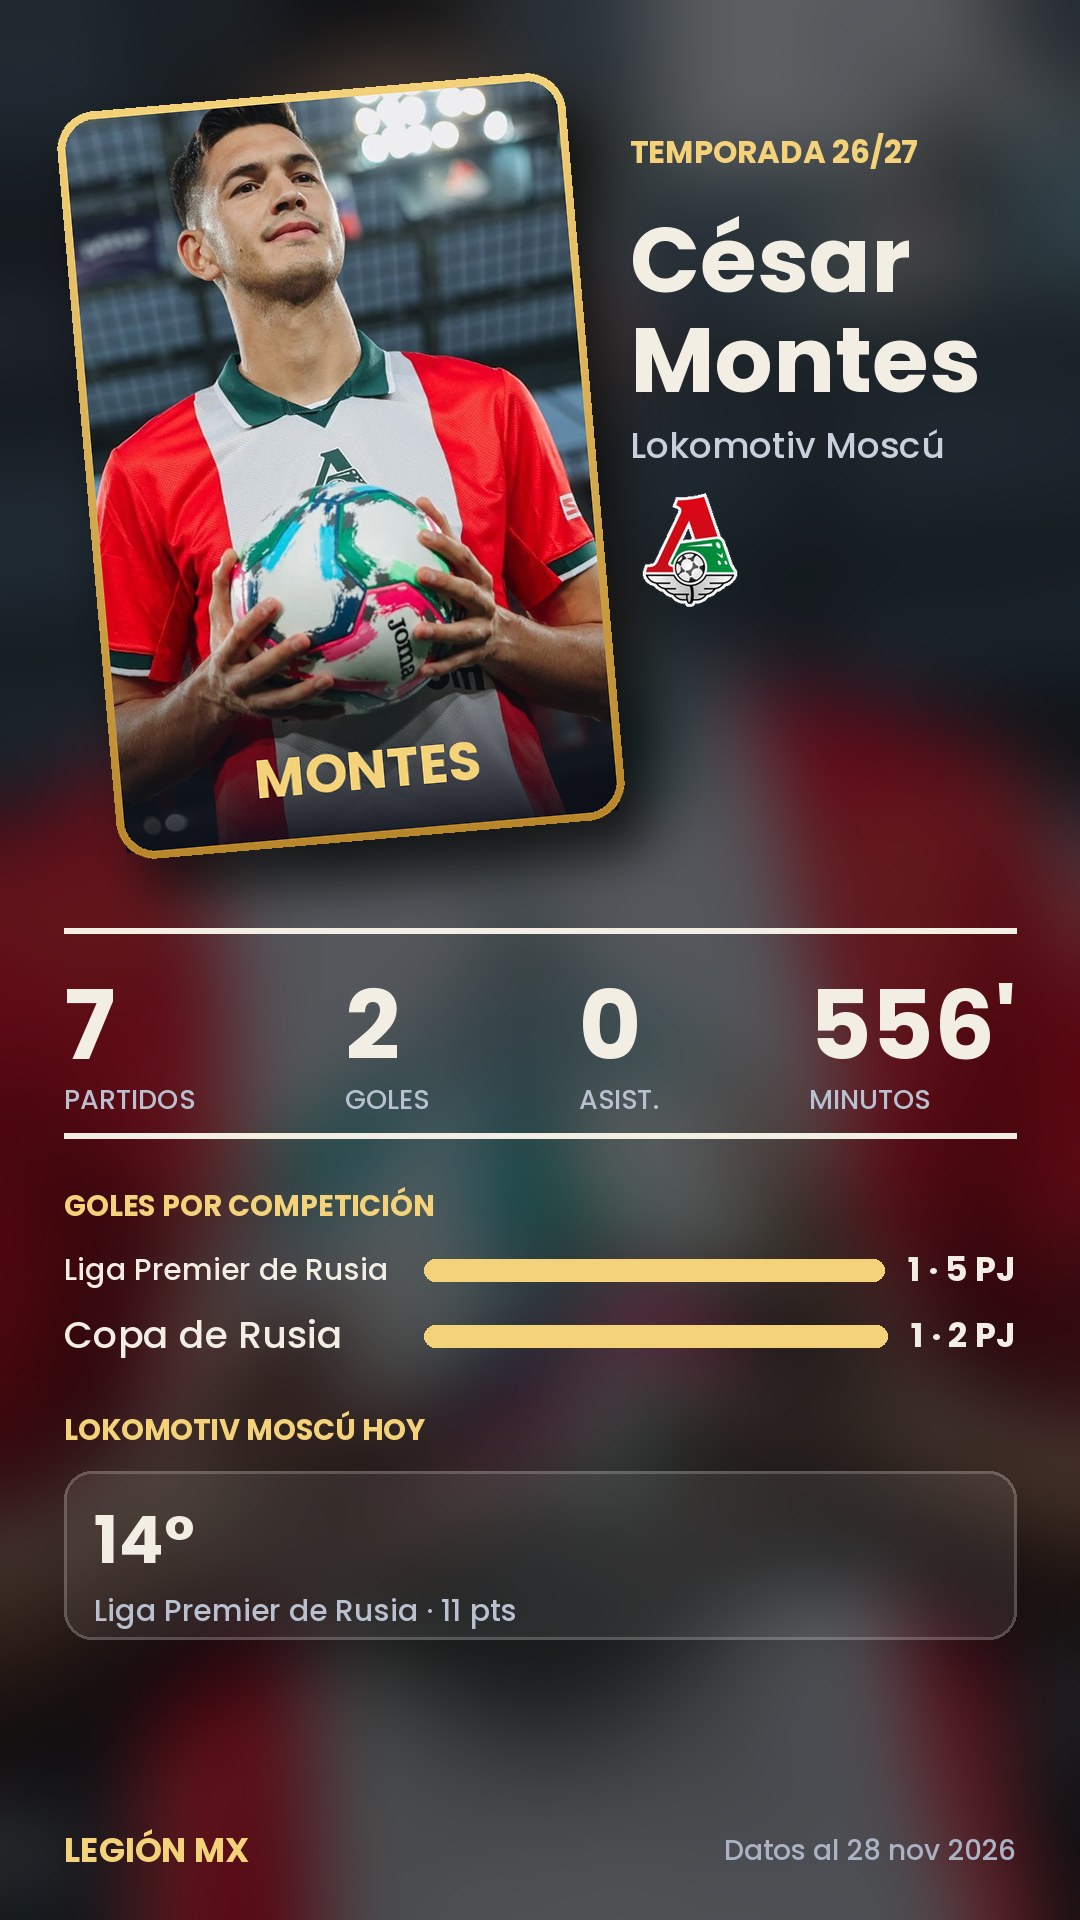 TEMPORADA 26/27
César
Montes
Lokomotiv Moscú
JOMA
MONTES
7
PARTIDOS
2
GOLES
0
ASIST.
556'
MINUTOS
GOLES POR COMPETICIÓN
Liga Premier de Rusia 1 · 5 PJ
Copa de Rusia 1 · 2 PJ
LOKOMOTIV MOSCÚ HOY
14º
Liga Premier de Rusia · 11 pts
LEGIÓN MX
Datos al 28 nov 2026